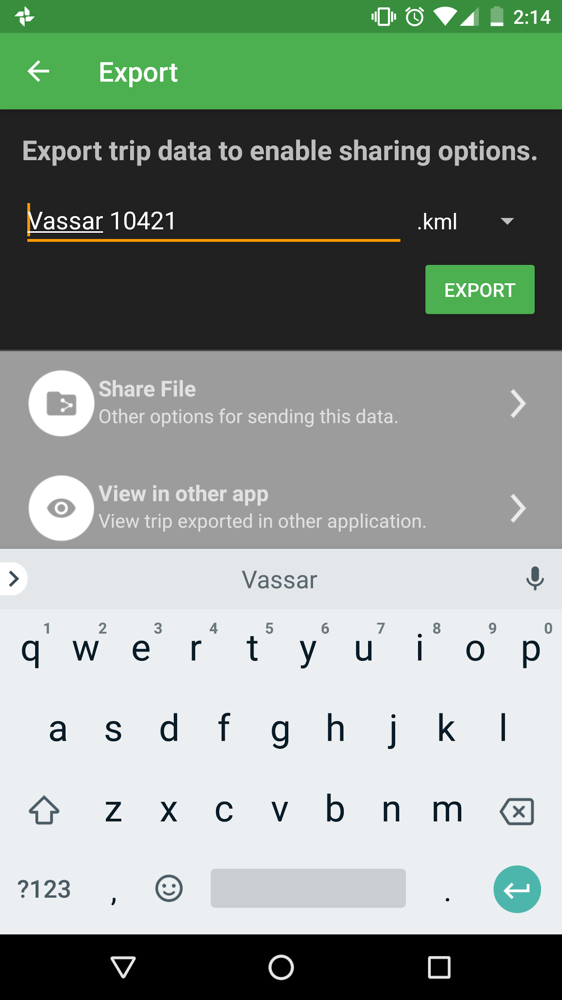 2:14
Export
Export trip data to enable sharing options.
Vassar 10421 .kml
EXPORT
Share File
Other options for sending this data.
View in other app
View trip exported in other application.
Vassar
1 2 3 4 5 6 7 8 9 0
q w e r t y u i o p
a s d f g h j k l
z x c v b n m
?123 , .